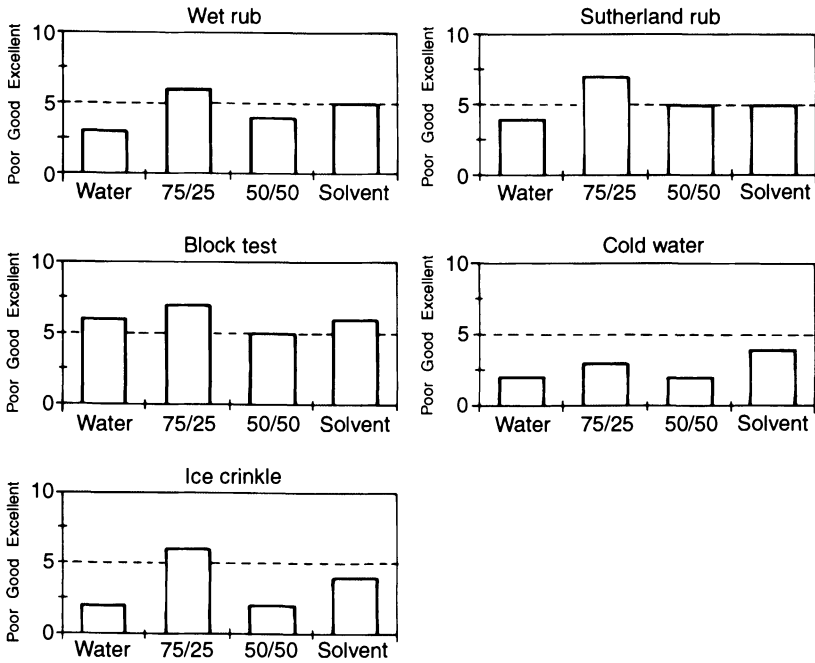 Wet rub
10
5
0
Poor Good Excellent
Water 75/25 50/50 Solvent
Sutherland rub
10
5
0
Poor Good Excellent
Water 75/25 50/50 Solvent
Block test
10
5
0
Poor Good Excellent
Water 75/25 50/50 Solvent
Cold water
10
5
0
Poor Good Excellent
Water 75/25 50/50 Solvent
Ice crinkle
10
5
0
Poor Good Excellent
Water 75/25 50/50 Solvent